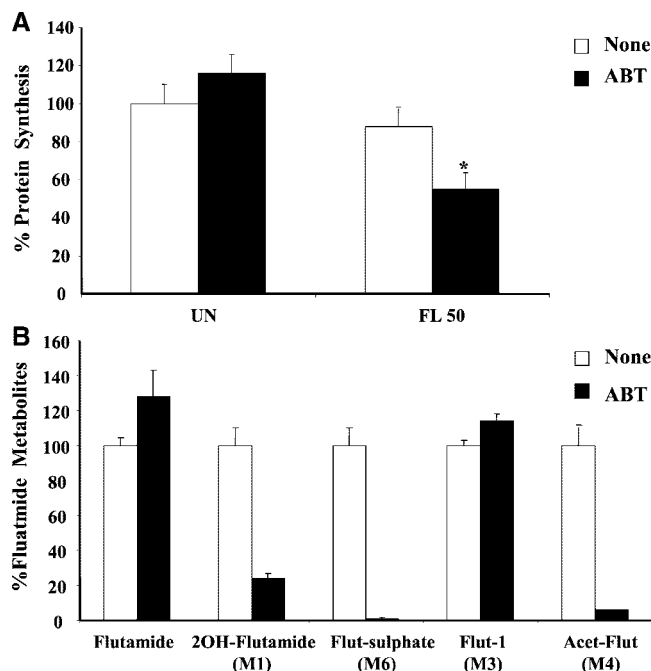 A
% Protein Synthesis
140
120
100
80
60
40
20
0
None
ABT
*
UN
FL 50
B
%Fluatmide Metabolites
160
140
120
100
80
60
40
20
0
None
ABT
Flutamide
2OH-Flutamide
(M1)
Flut-sulphate
(M6)
Flut-1
(M3)
Acet-Flut
(M4)